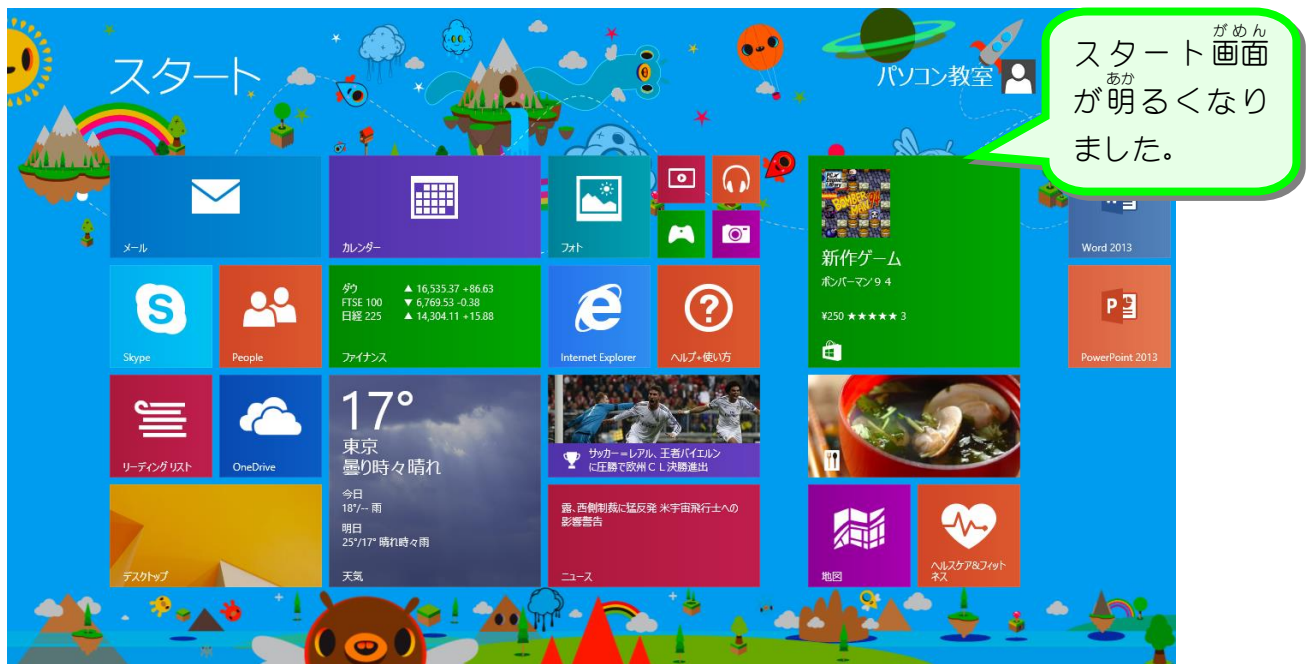 スタート
パソコン教室
スタート画面
がめん
が明るくなり
あか
ました。
メール
カレンダー
フォト
新作ゲーム
ボンバーマン94
¥250 ★★★★★ 3
Word 2013
Skype
People
ダウ ▲ 16,535.37 +86.63
FTSE 100 ▼ 6,769.53 -0.38
日経 225 ▲ 14,304.11 +15.88
ファイナンス
Internet Explorer
ヘルプ+使い方
PowerPoint 2013
リーディング リスト
OneDrive
17°
東京
曇り時々晴れ
今日
18°/-- 雨
明日
25°/17° 晴れ時々雨
天気
サッカー=レアル、王者バイエルン
に圧勝で欧州CL決勝進出
デスクトップ
露、西側制裁に猛反発 米宇宙飛行士への
影響警告
ニュース
地図
ヘルスケア&フィット
ネス